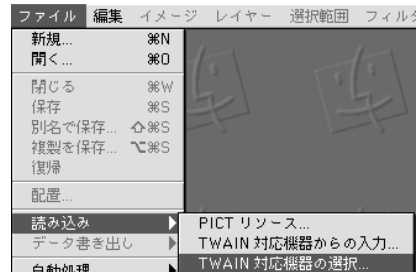 ファイル 編集 イメージ レイヤー 選択範囲 フィルタ
新規... ⌘N
開く... ⌘O
閉じる ⌘W
保存 ⌘S
別名で保存... ⇧⌘S
複製を保存... ⌥⌘S
復帰
配置...
読み込み ▶
PICT リソース...
データ書き出し ▶
TWAIN 対応機器からの入力...
自動処理 ▶
TWAIN 対応機器の選択...